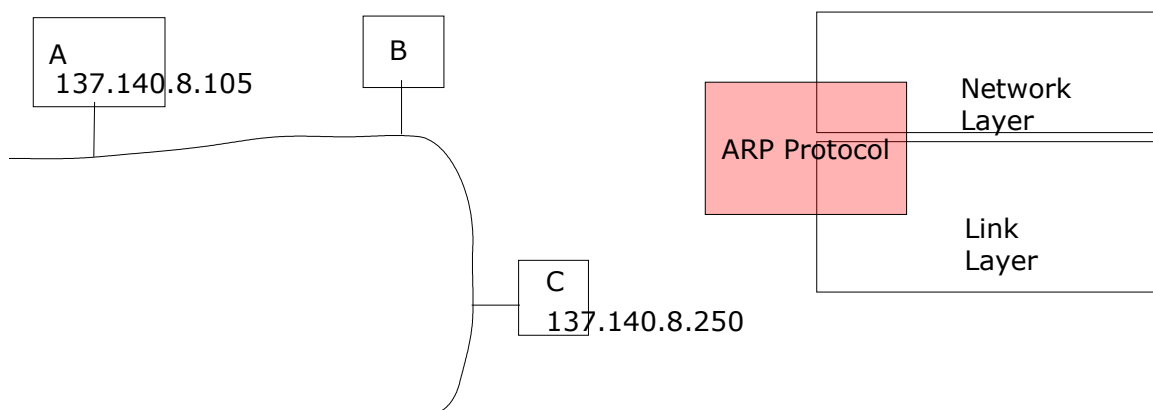 A
137.140.8.105
B
C
137.140.8.250
ARP Protocol
Network
Layer
Link
Layer